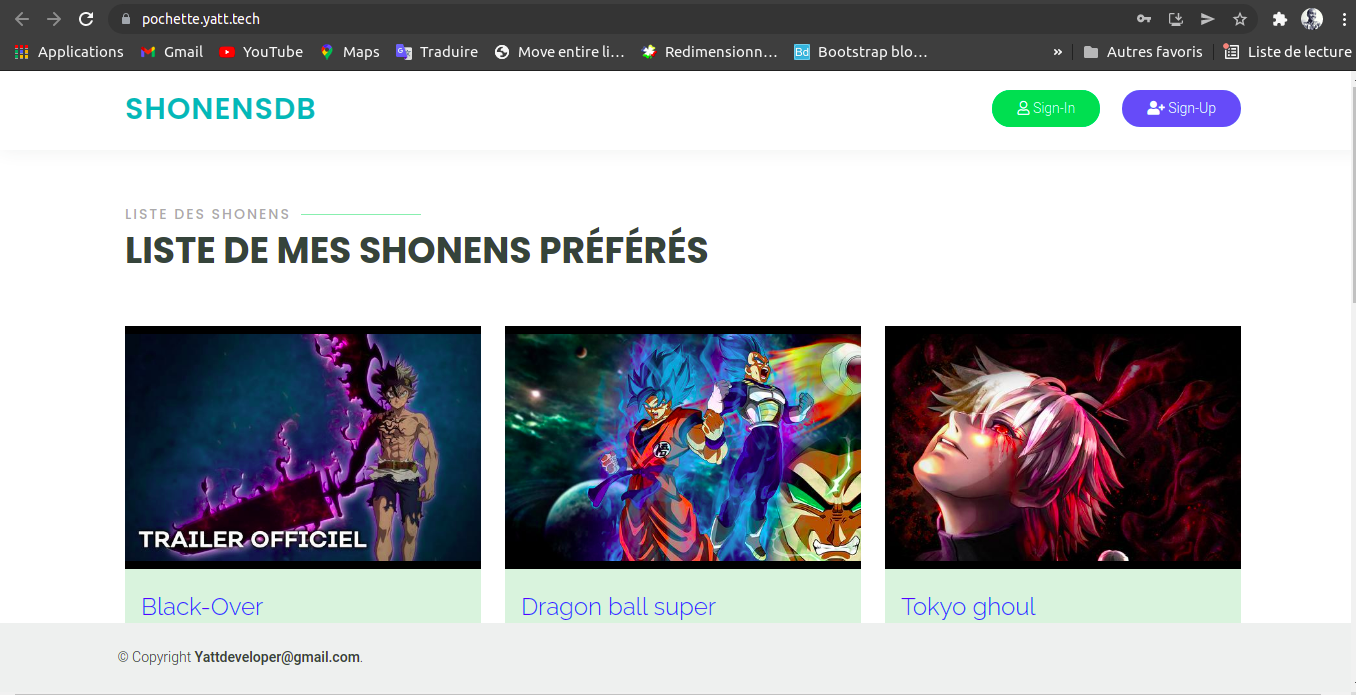 pochette.yatt.tech
Applications Gmail YouTube Maps Traduire Move entire li… Redimensionn… Bd Bootstrap blo… » Autres favoris Liste de lecture
SHONENSDB Sign-In Sign-Up
LISTE DES SHONENS
LISTE DE MES SHONENS PRÉFÉRÉS
TRAILER OFFICIEL
悟
Black-Over Dragon ball super Tokyo ghoul
© Copyright Yattdeveloper@gmail.com.